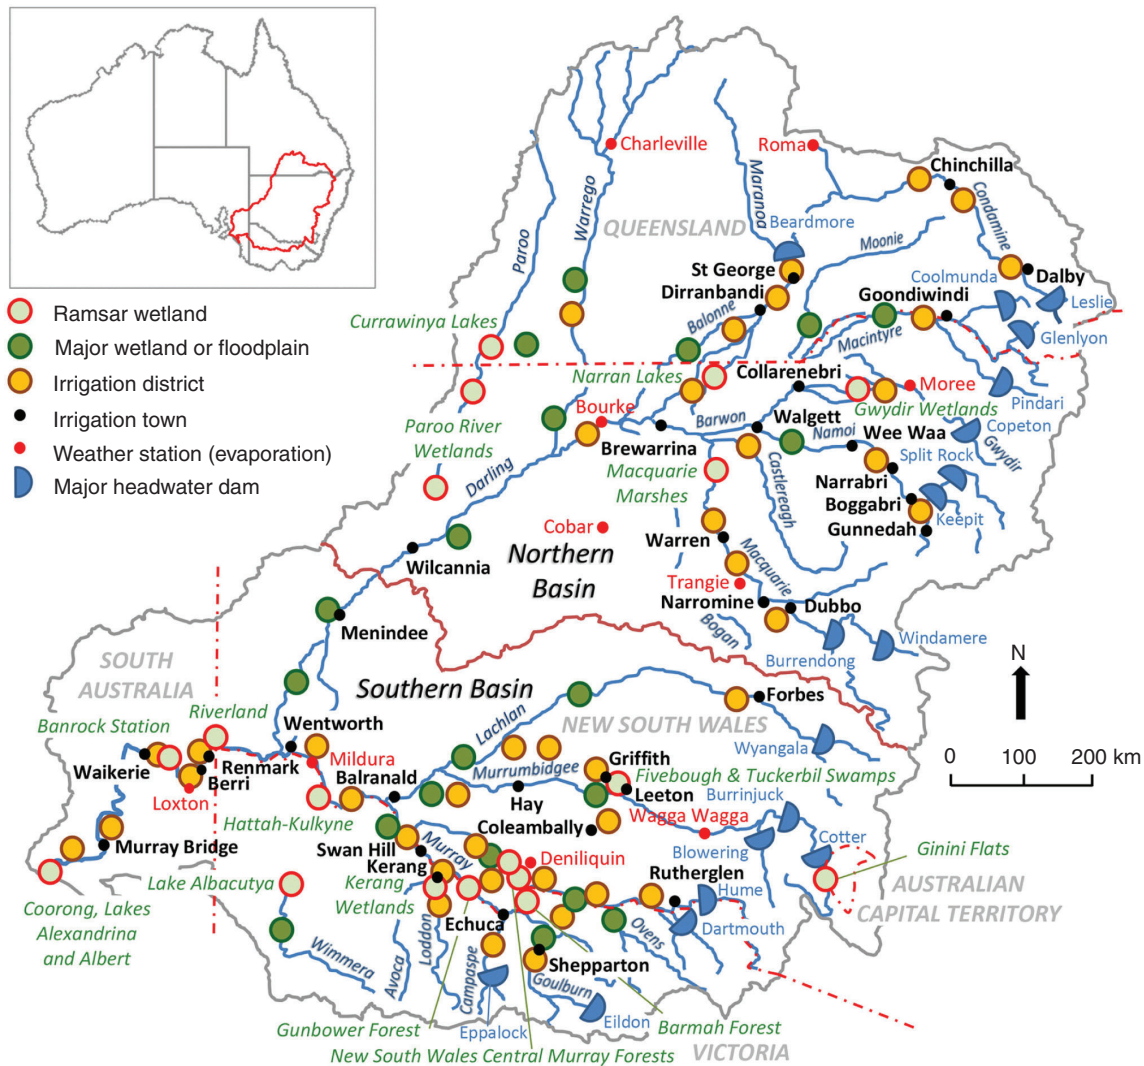 Ramsar wetland
Major wetland or floodplain
Irrigation district
Irrigation town
Weather station (evaporation)
Major headwater dam
Charleville
Roma
Chinchilla
Condamine
Maranoa
Warrego
Paroo
QUEENSLAND
Beardmore
Moonie
St George
Dirranbandi
Coolmunda
Dalby
Leslie
Goondiwindi
Glenlyon
Currawinya Lakes
Balonne
Macintyre
Narran Lakes
Collarenebri
Moree
Pindari
Gwydir Wetlands
Paroo River
Wetlands
Bourke
Barwon
Walgett
Copeton
Brewarrina
Namoi
Wee Waa
Gwydir
Split Rock
Macquarie
Marshes
Castlereagh
Narrabri
Boggabri
Keepit
Gunnedah
Darling
Cobar
Northern
Basin
Warren
Wilcannia
Macquarie
Trangie
Narromine
Dubbo
Menindee
Bogan
Windamere
Burrendong
N
SOUTH
AUSTRALIA
Southern Basin
Forbes
Banrock Station
Riverland
Wentworth
Lachlan
NEW SOUTH WALES
Wyangala
0
100
200 km
Waikerie
Renmark
Berri
Mildura
Balranald
Murrumbidgee
Griffith
Fivebough & Tuckerbil Swamps
Loxton
Hay
Leeton
Burrinjuck
Hattah-Kulkyne
Coleambally
Wagga Wagga
Murray Bridge
Swan Hill
Murray
Blowering
Cotter
Ginini Flats
Kerang
Deniliquin
Lake Albacutya
Kerang
Wetlands
Rutherglen
Hume
AUSTRALIAN
CAPITAL TERRITORY
Coorong, Lakes
Alexandrina
and Albert
Echuca
Dartmouth
Wimmera
Avoca
Loddon
Campaspe
Ovens
Shepparton
Goulburn
Gunbower Forest
Eppalock
Eildon
Barmah Forest
New South Wales Central Murray Forests
VICTORIA